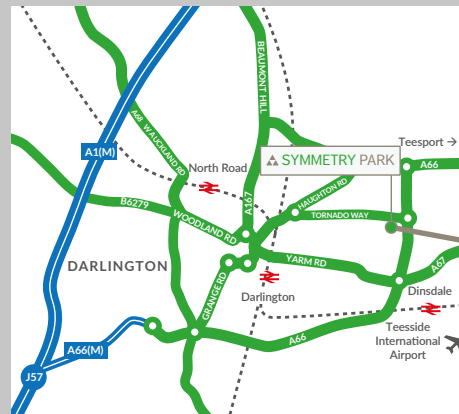 BEAUMONT HILL
A68
W AUCKLAND RD
Teesport →
A1(M)
SYMMETRY PARK
A66
North Road
HAUGHTON RD
B6279
A167
TORNADO WAY
WOODLAND RD
DARLINGTON
YARM RD
A67
GRANGE RD
Darlington
Dinsdale
A66
Teesside
International
Airport
A66(M)
J57